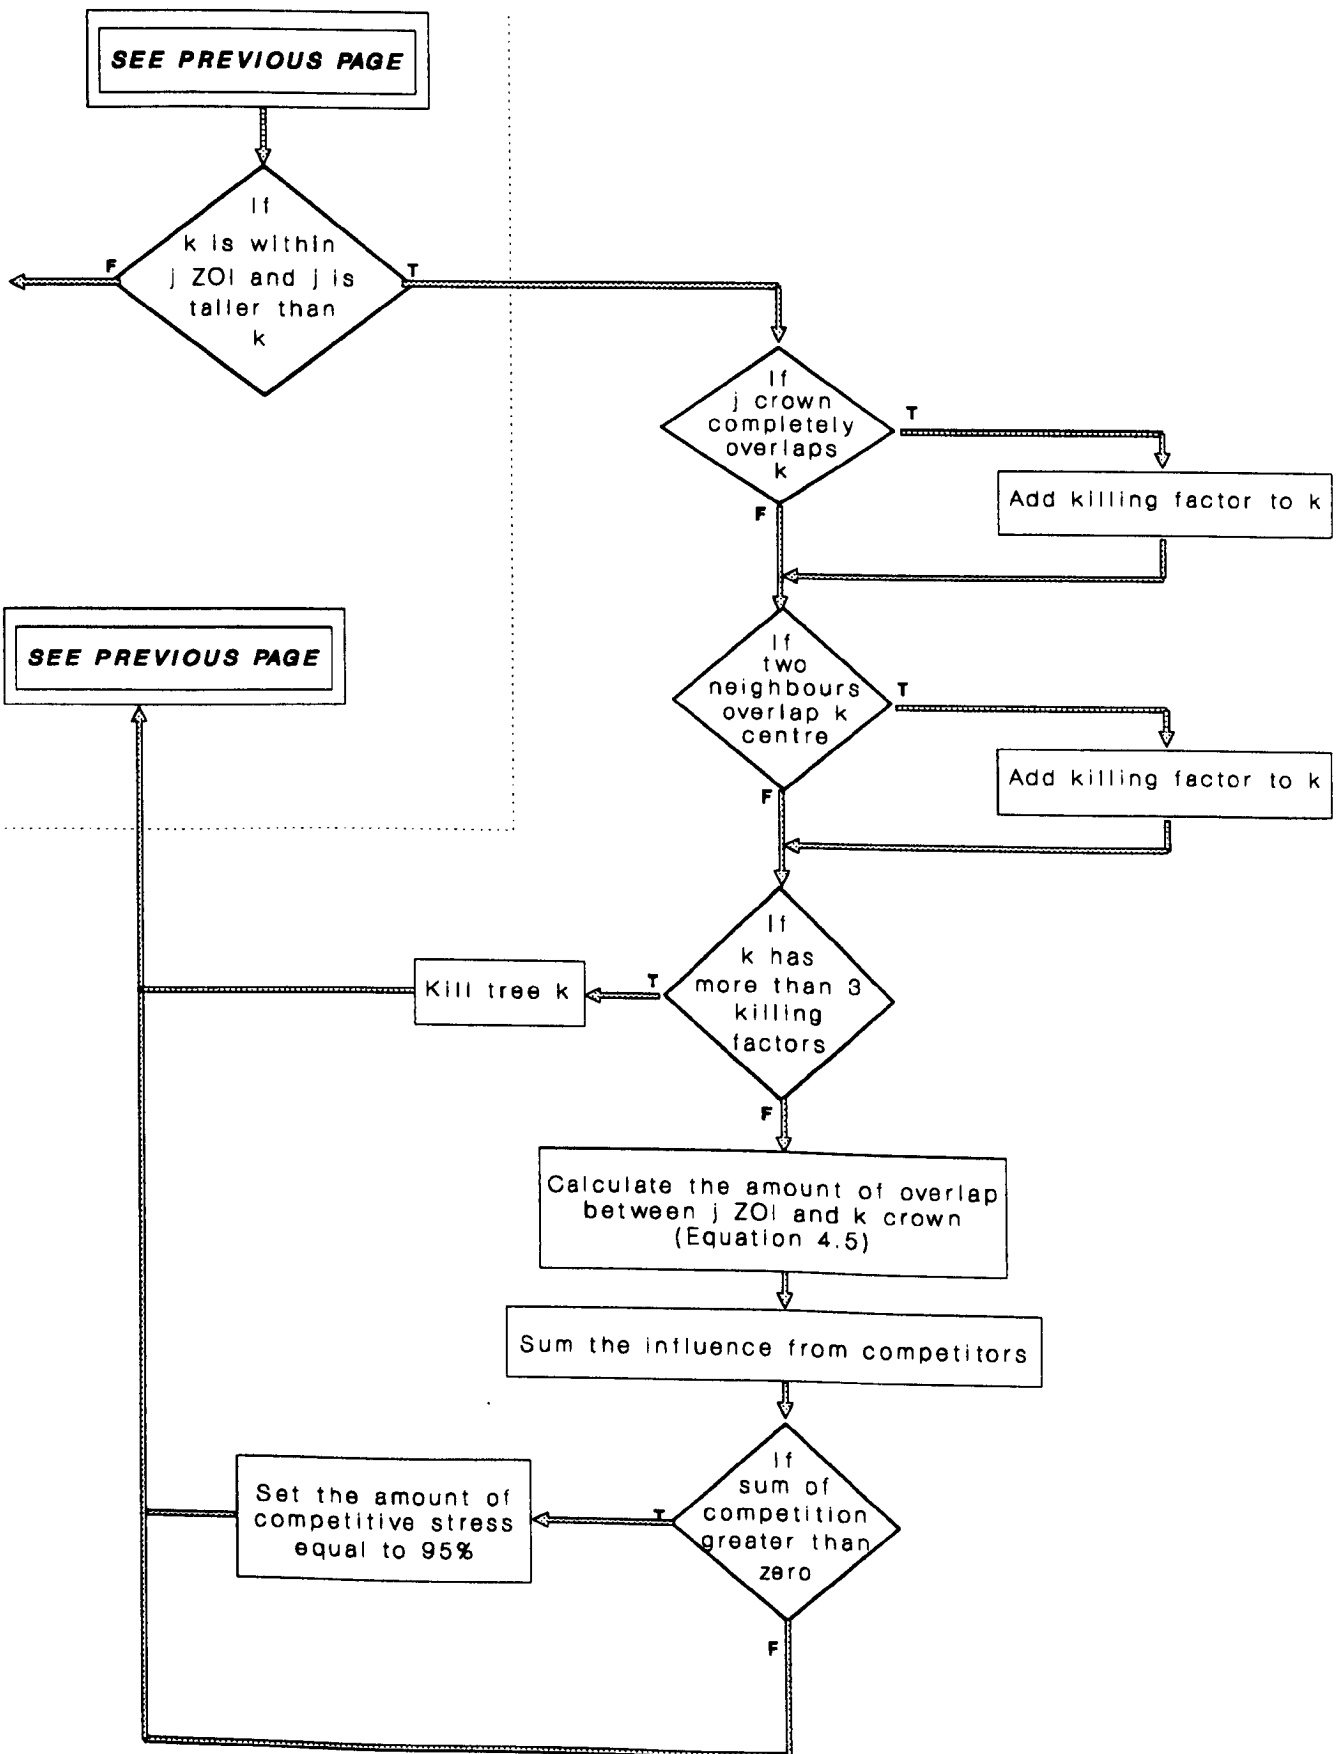 SEE PREVIOUS PAGE
If
k is within
j ZOI and j is
taller than
k
F
T
If
j crown
completely
overlaps
k
T
F
Add killing factor to k
SEE PREVIOUS PAGE
If
two
neighbours
overlap k
centre
T
F
Add killing factor to k
If
k has
more than 3
killing
factors
T
Kill tree k
F
Calculate the amount of overlap
between j ZOI and k crown
(Equation 4.5)
Sum the influence from competitors
If
sum of
competition
greater than
zero
T
Set the amount of
competitive stress
equal to 95%
F